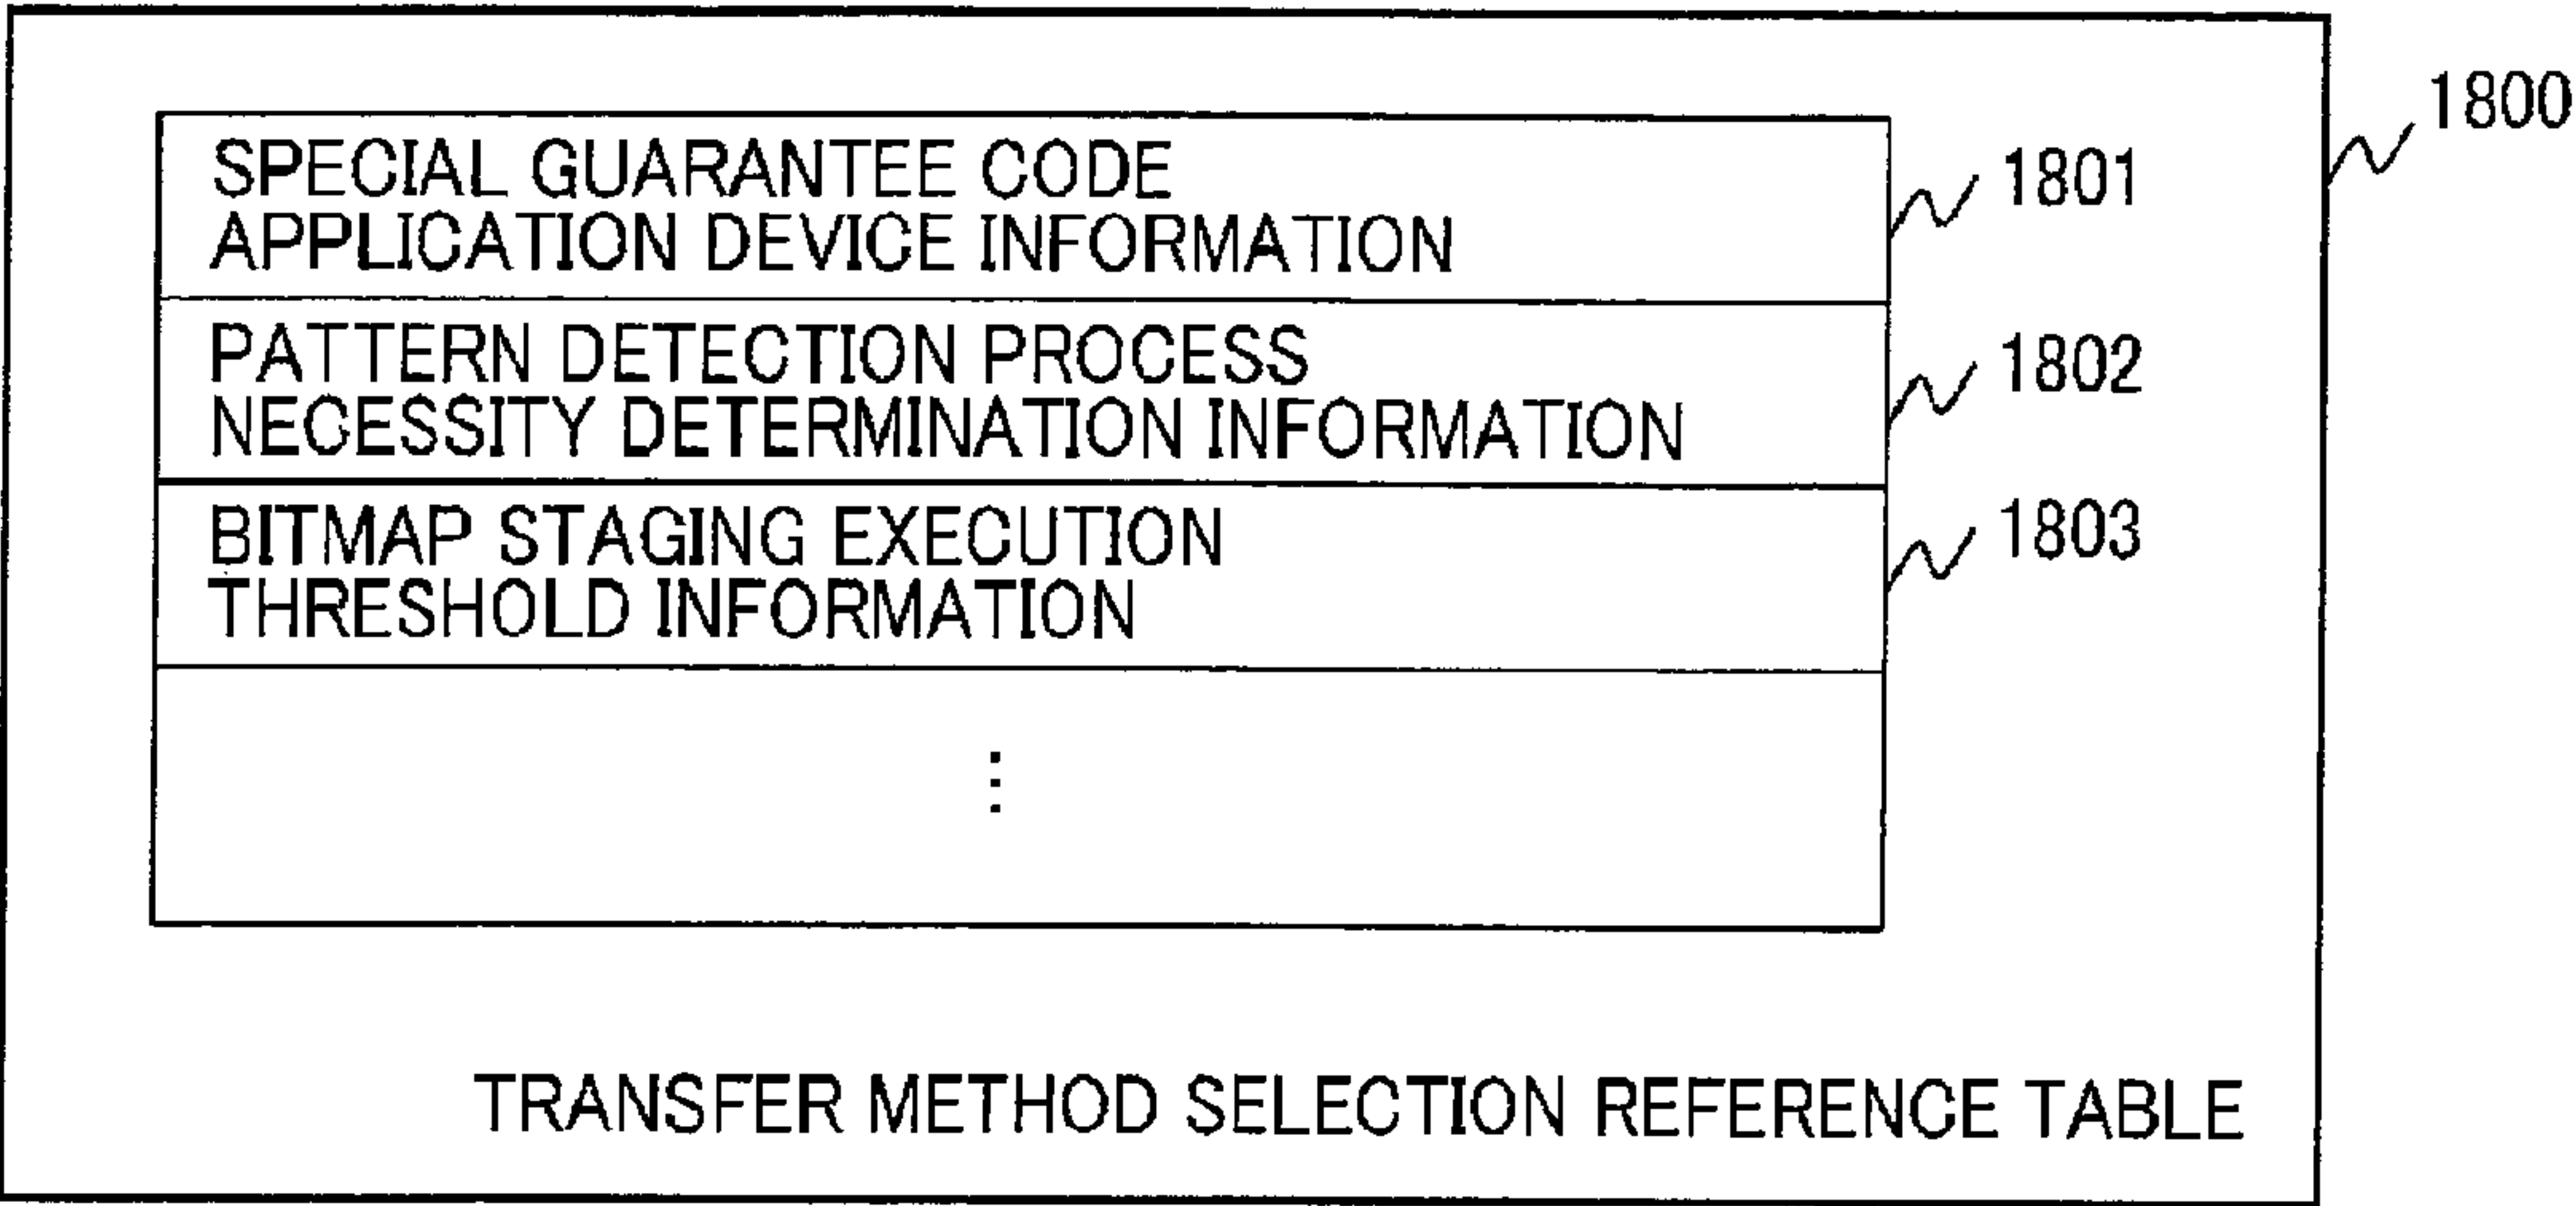 1800
SPECIAL GUARANTEE CODE
APPLICATION DEVICE INFORMATION
1801
PATTERN DETECTION PROCESS
NECESSITY DETERMINATION INFORMATION
1802
BITMAP STAGING EXECUTION
THRESHOLD INFORMATION
1803
⋮
TRANSFER METHOD SELECTION REFERENCE TABLE